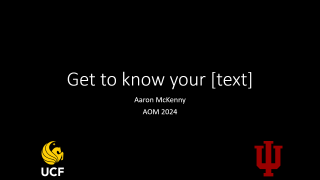 Get to know your [text]
Aaron McKenny
AOM 2024
UCF